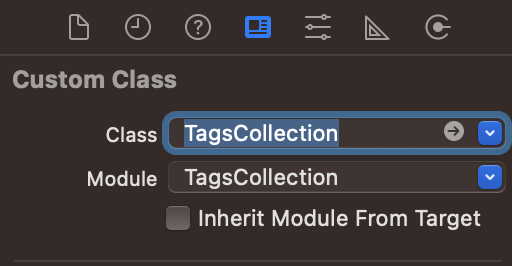 Custom Class
Class TagsCollection
Module TagsCollection
Inherit Module From Target